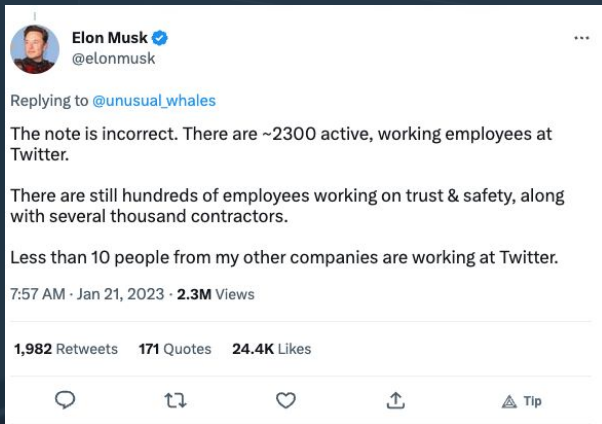 Elon Musk
@elonmusk
Replying to @unusual_whales
The note is incorrect. There are ~2300 active, working employees at
Twitter.
There are still hundreds of employees working on trust & safety, along
with several thousand contractors.
Less than 10 people from my other companies are working at Twitter.
7:57 AM · Jan 21, 2023 · 2.3M Views
1,982 Retweets 171 Quotes 24.4K Likes
Tip